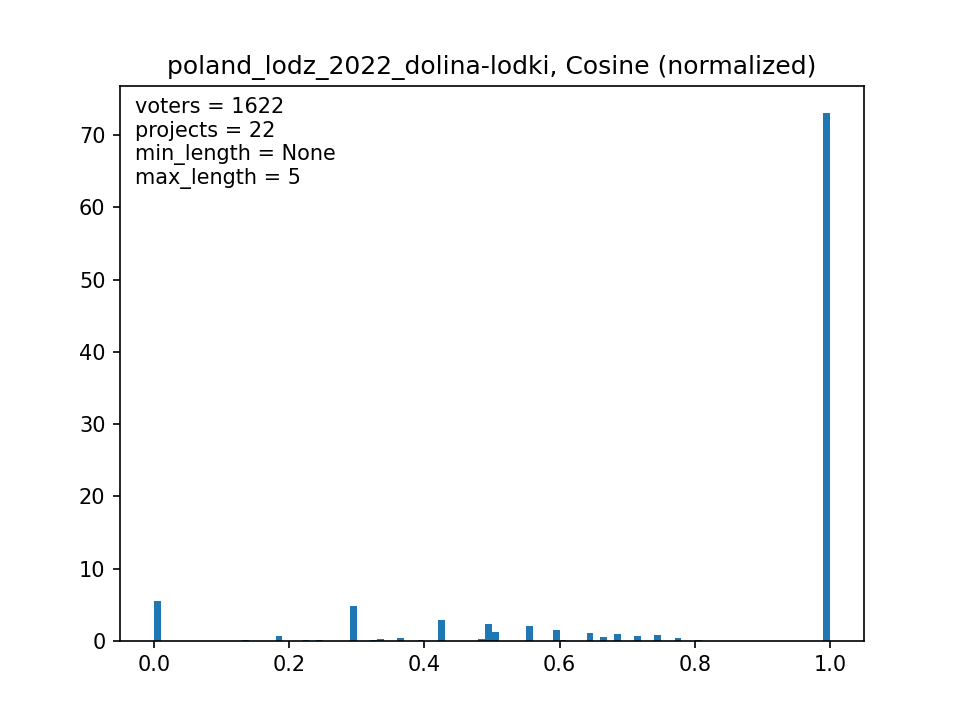 poland_lodz_2022_dolina-lodki, Cosine (normalized)
voters = 1622
projects = 22
min_length = None
max_length = 5
70
60
50
40
30
20
10
0
0.0 0.2 0.4 0.6 0.8 1.0